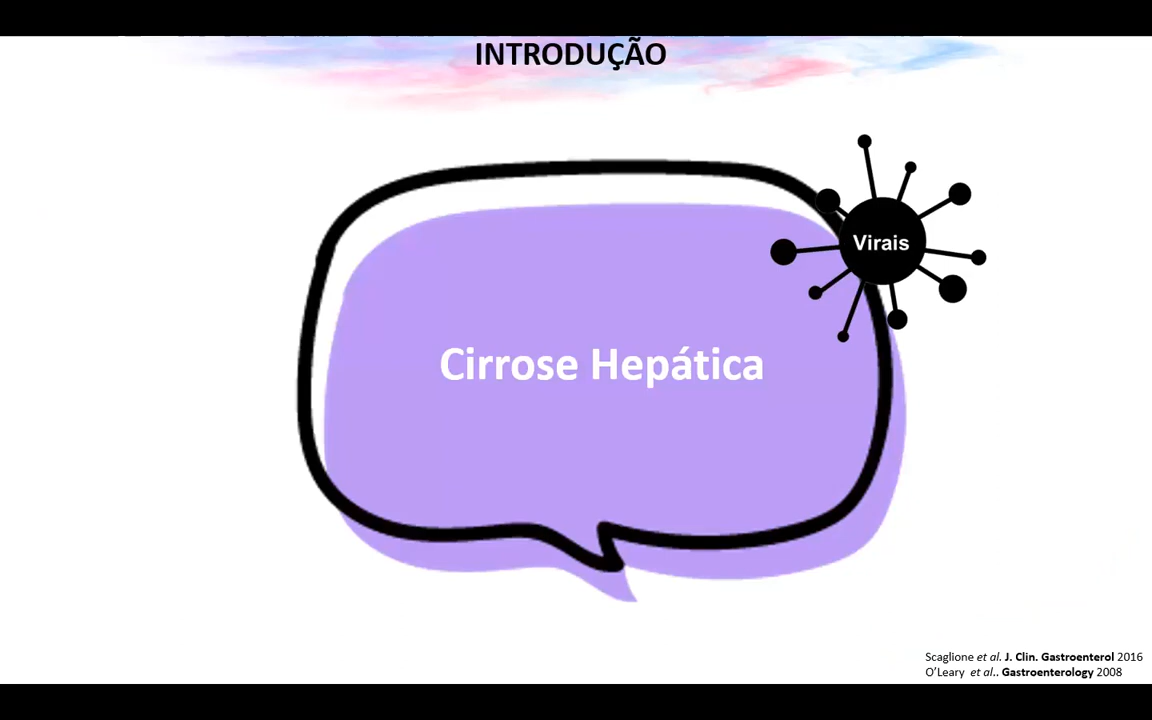 INTRODUÇÃO
Virais
Cirrose Hepática
Scaglione et al. J. Clin. Gastroenterol 2016
O’Leary et al.. Gastroenterology 2008